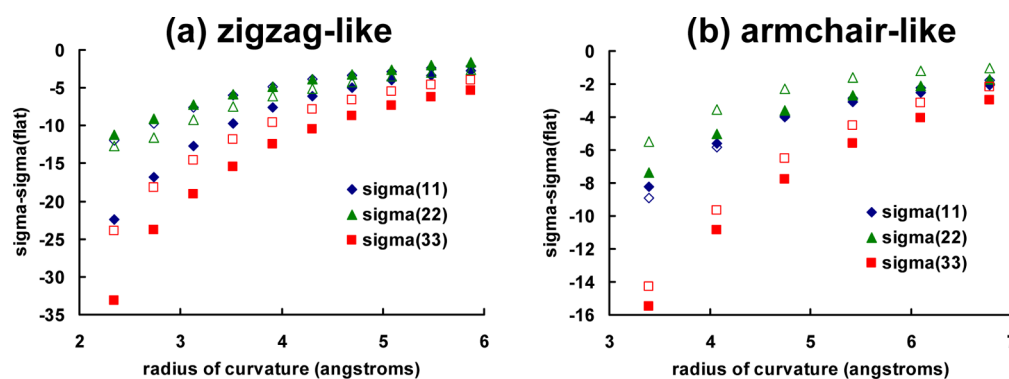 (a) zigzag-like
0
-5
-10
-15
-20
-25
-30
-35
sigma-sigma(flat)
sigma(11)
sigma(22)
sigma(33)
2 3 4 5 6
radius of curvature (angstroms)
(b) armchair-like
0
-2
-4
-6
-8
-10
-12
-14
-16
sigma-sigma(flat)
sigma(11)
sigma(22)
sigma(33)
3 4 5 6 7
radius of curvature (angstroms)